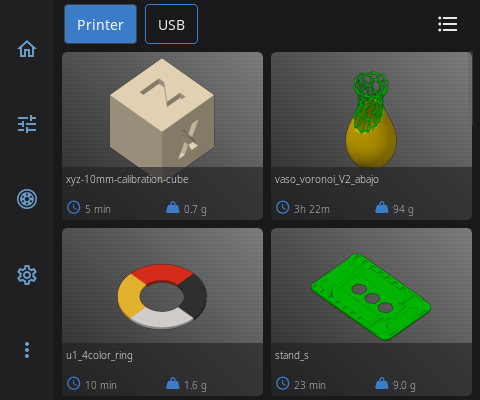 Printer USB
Z
Y
xyz-10mm-calibration-cube
5 min 0.7 g
vaso_voronoi_V2_abajo
3h 22m 94 g
u1_4color_ring
10 min 1.6 g
stand_s
23 min 9.0 g